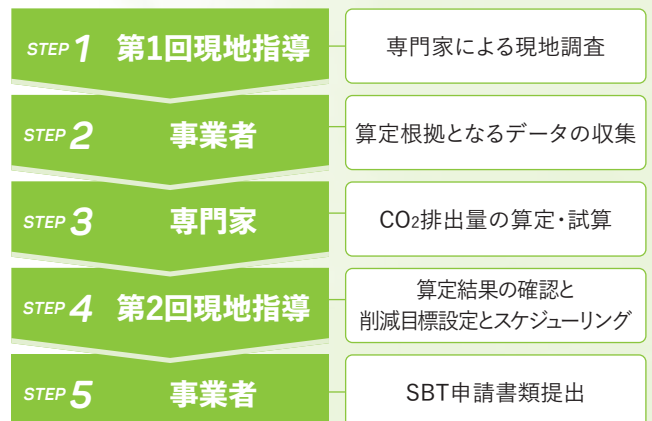 STEP 1 第1回現地指導
専門家による現地調査
STEP 2 事業者
算定根拠となるデータの収集
STEP 3 専門家
CO2排出量の算定・試算
STEP 4 第2回現地指導
算定結果の確認と
削減目標設定とスケジューリング
STEP 5 事業者
SBT申請書類提出